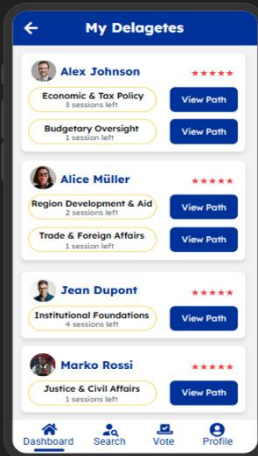 My Delagetes
Alex Johnson
Economic & Tax Policy
3 sessions left
View Path
Budgetary Oversight
1 session left
View Path
Alice Müller
Region Development & Aid
2 sessions left
View Path
Trade & Foreign Affairs
1 session left
View Path
Jean Dupont
Institutional Foundations
4 sessions left
View Path
Marko Rossi
Justice & Civil Affairs
1 sessions left
View Path
Dashboard Search Vote Profile